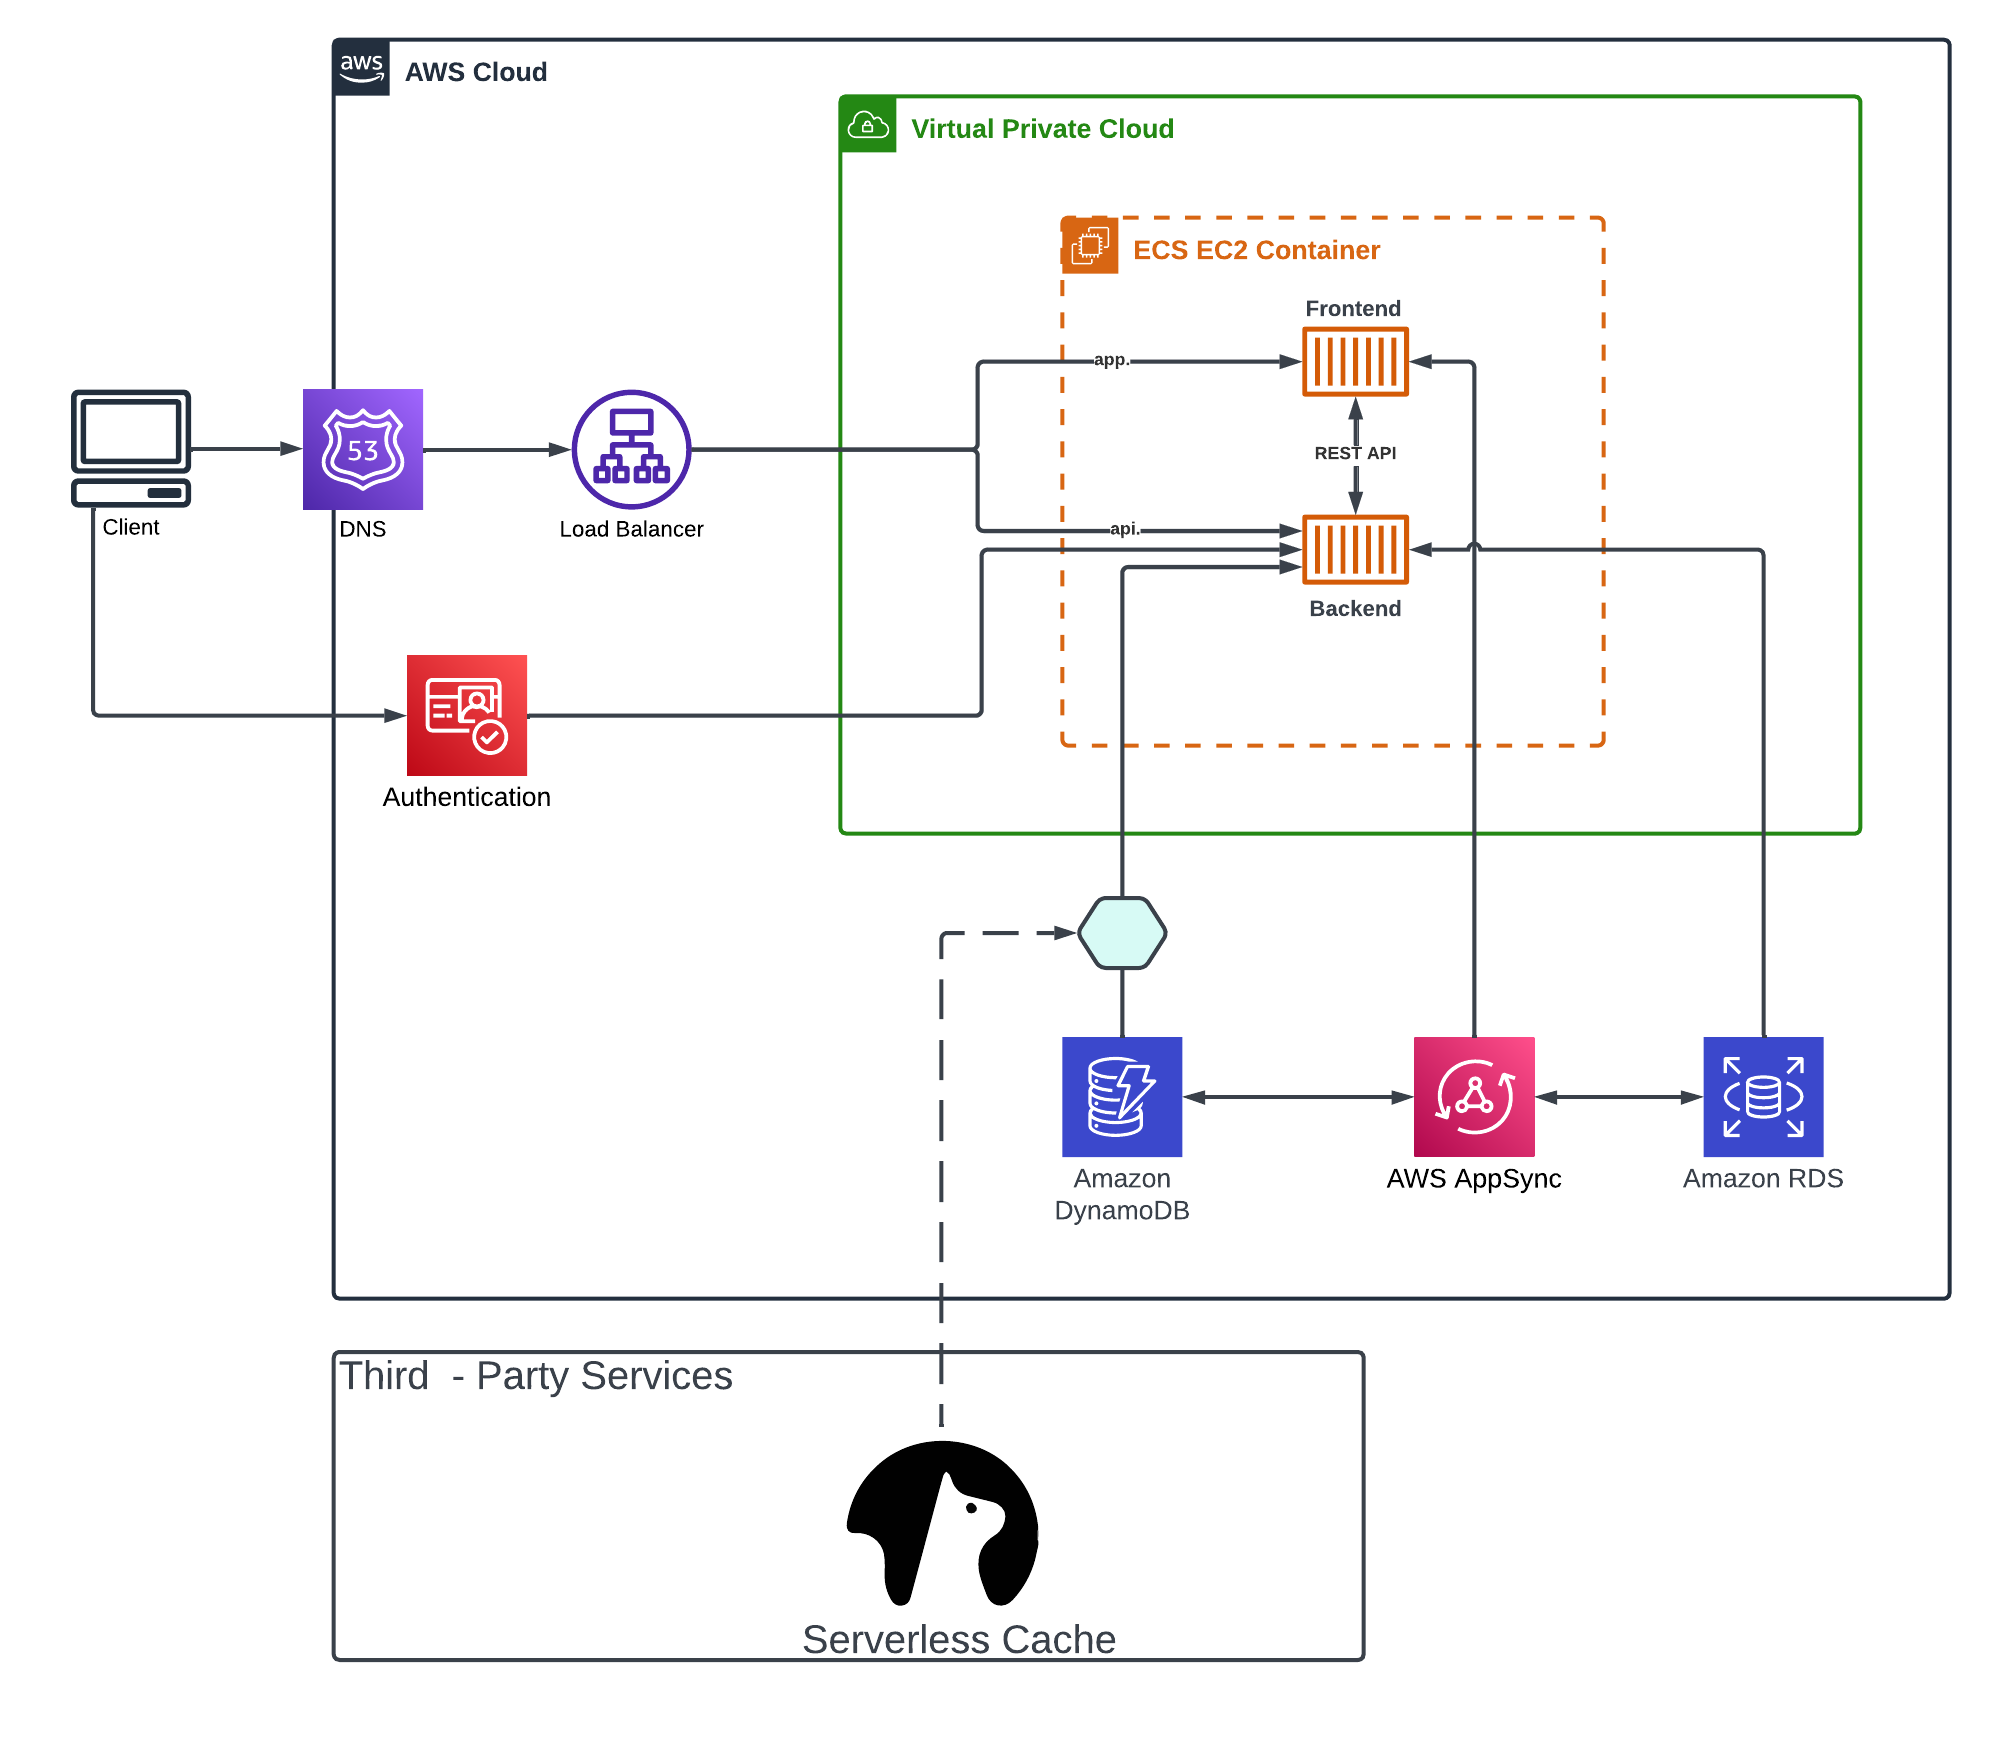 aws
AWS Cloud
Virtual Private Cloud
ECS EC2 Container
Frontend
app.
53
REST API
Client
DNS
Load Balancer
api.
Backend
Authentication
Amazon
DynamoDB
AWS AppSync
Amazon RDS
Third  - Party Services
Serverless Cache